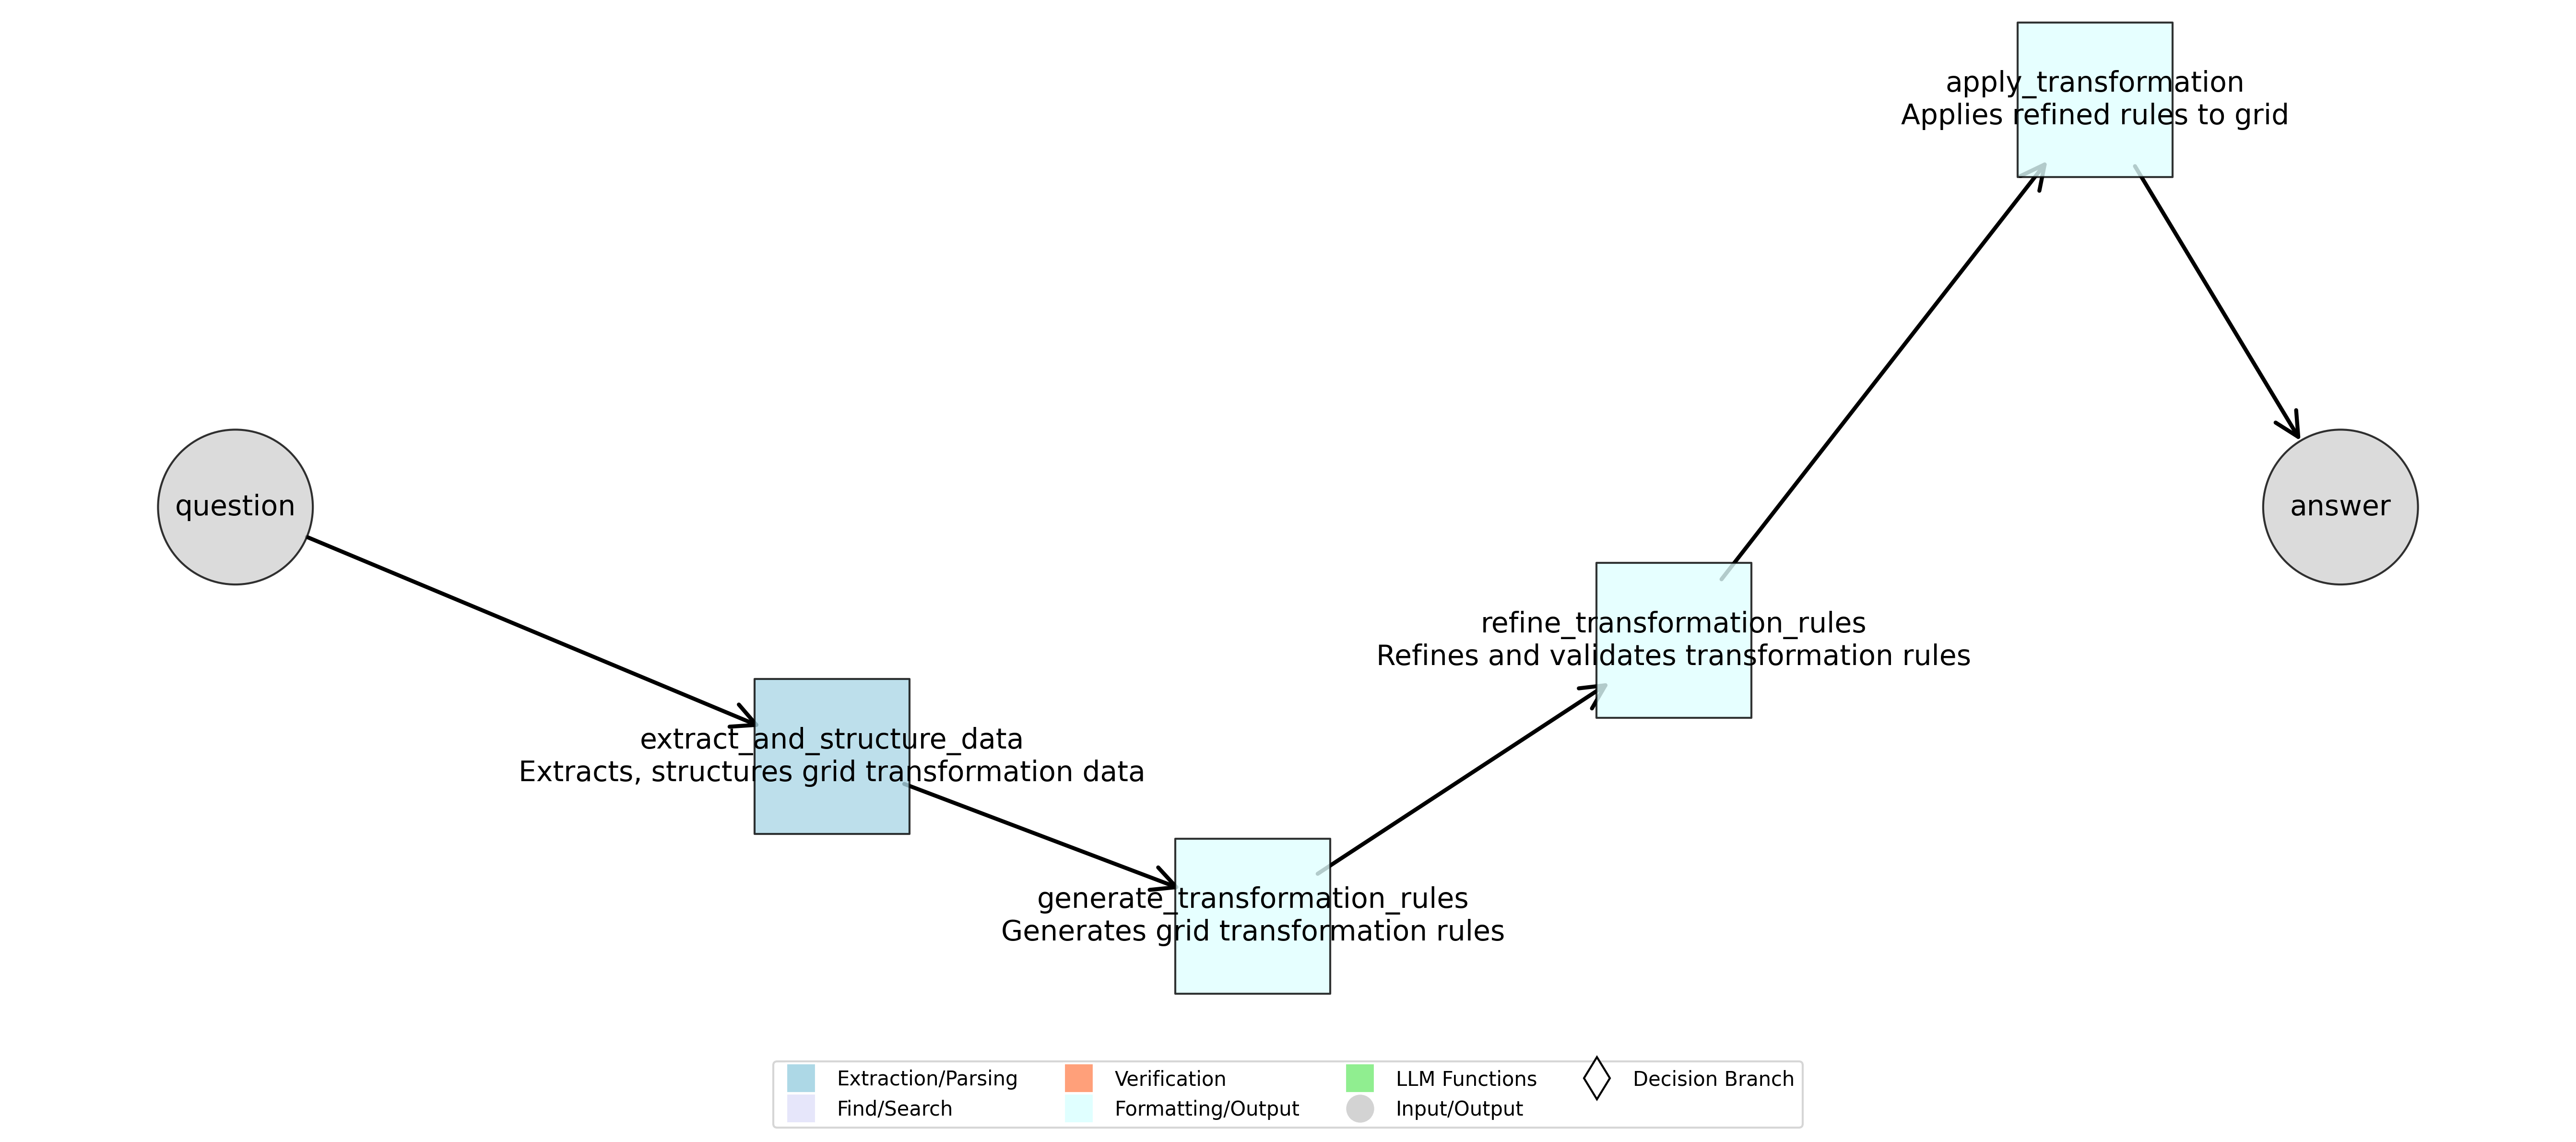 apply_transformation
Applies refined rules to grid
question
answer
refine_transformation_rules
Refines and validates transformation rules
extract_and_structure_data
Extracts, structures grid transformation data
generate_transformation_rules
Generates grid transformation rules
Extraction/Parsing
Find/Search
Verification
Formatting/Output
LLM Functions
Input/Output
Decision Branch